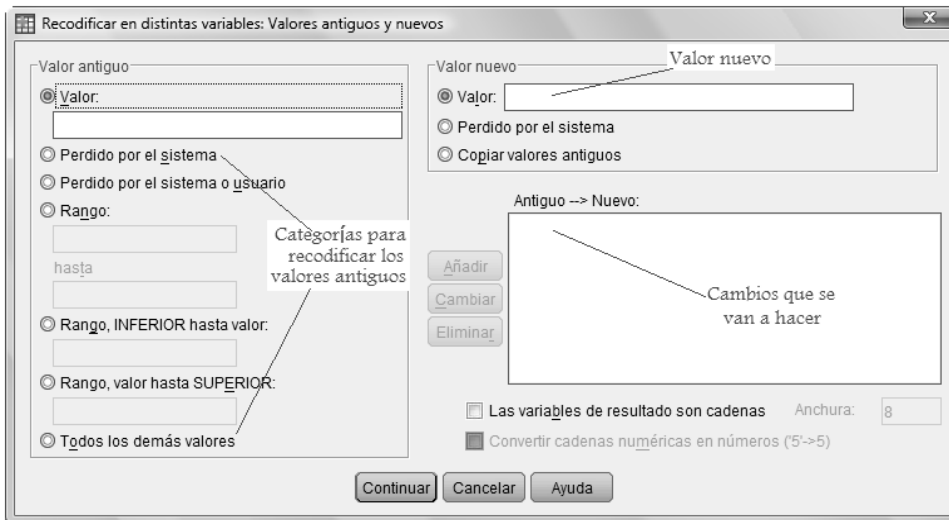 Recodificar en distintas variables: Valores antiguos y nuevos
Valor antiguo
Valor:
Perdido por el sistema
Perdido por el sistema o usuario
Rango:
hasta
Rango, INFERIOR hasta valor:
Rango, valor hasta SUPERIOR:
Todos los demás valores
Categorías para
recodificar los
valores antiguos
Valor nuevo
Valor nuevo
Valor:
Perdido por el sistema
Copiar valores antiguos
Antiguo --> Nuevo:
Añadir
Cambiar
Eliminar
Cambios que se
van a hacer
Las variables de resultado son cadenas
Anchura:
8
Convertir cadenas numéricas en números ('5'->5)
Continuar
Cancelar
Ayuda